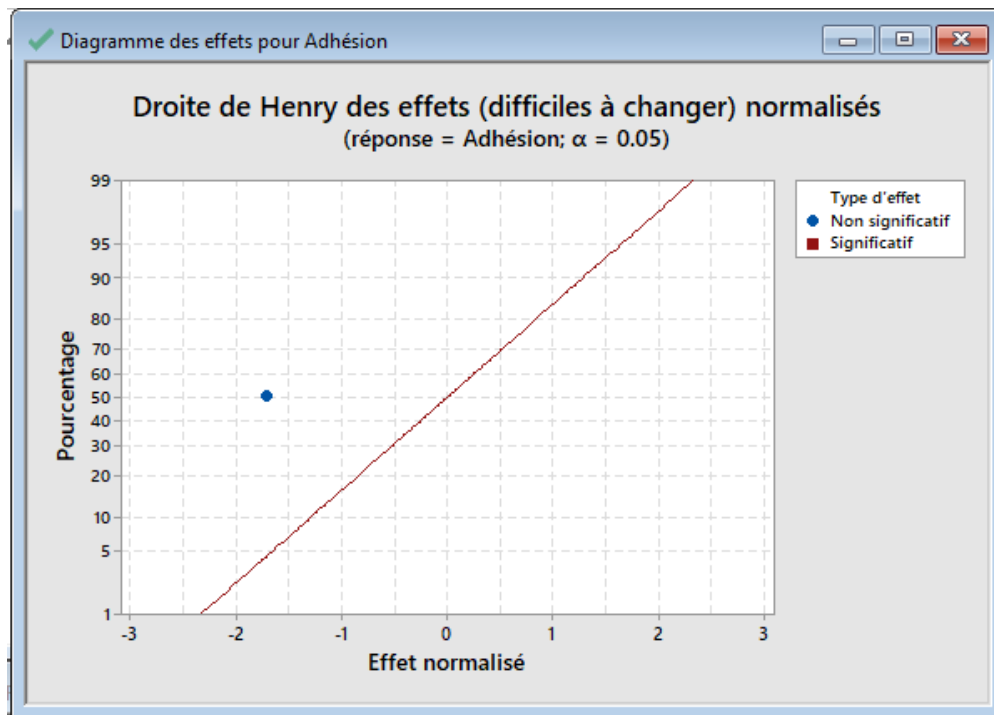 Diagramme des effets pour Adhésion
Droite de Henry des effets (difficiles à changer) normalisés
(réponse = Adhésion; α = 0.05)
99
95
90
80
70
60
50
40
30
20
10
5
1
Pourcentage
-3
-2
-1
0
1
2
3
Effet normalisé
Type d'effet
Non significatif
Significatif